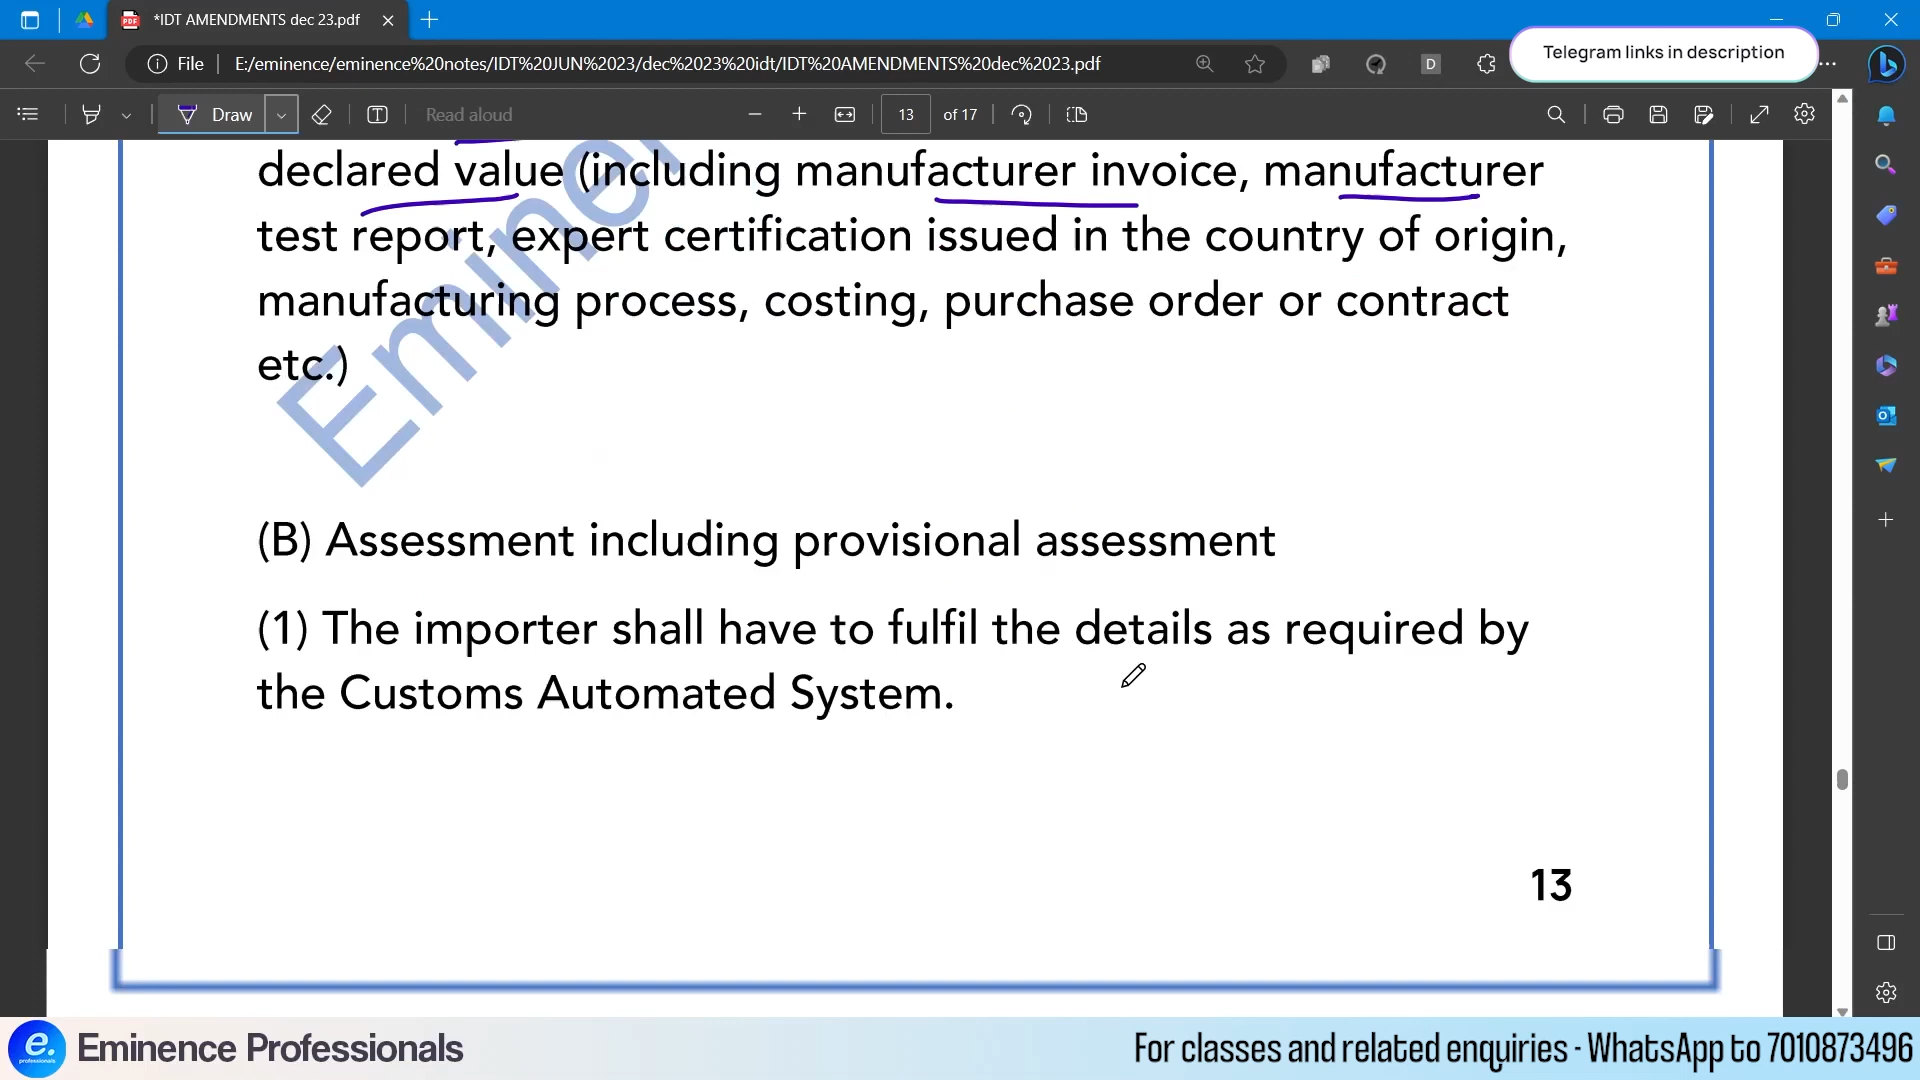 *IDT AMENDMENTS dec 23.pdf
File
E:/eminence/eminence%20notes/IDT%20JUN%2023/dec%2023%20idt/IDT%20AMENDMENTS%20dec%2023.pdf
D
Telegram links in description
Draw
Read aloud
13
of 17
declared value (including manufacturer invoice, manufacturer
test report, expert certification issued in the country of origin,
manufacturing process, costing, purchase order or contract
etc.)
Emine
(B) Assessment including provisional assessment
(1) The importer shall have to fulfil the details as required by
the Customs Automated System.
13
e.
professionals
Eminence Professionals
For classes and related enquiries - WhatsApp to 7010873496